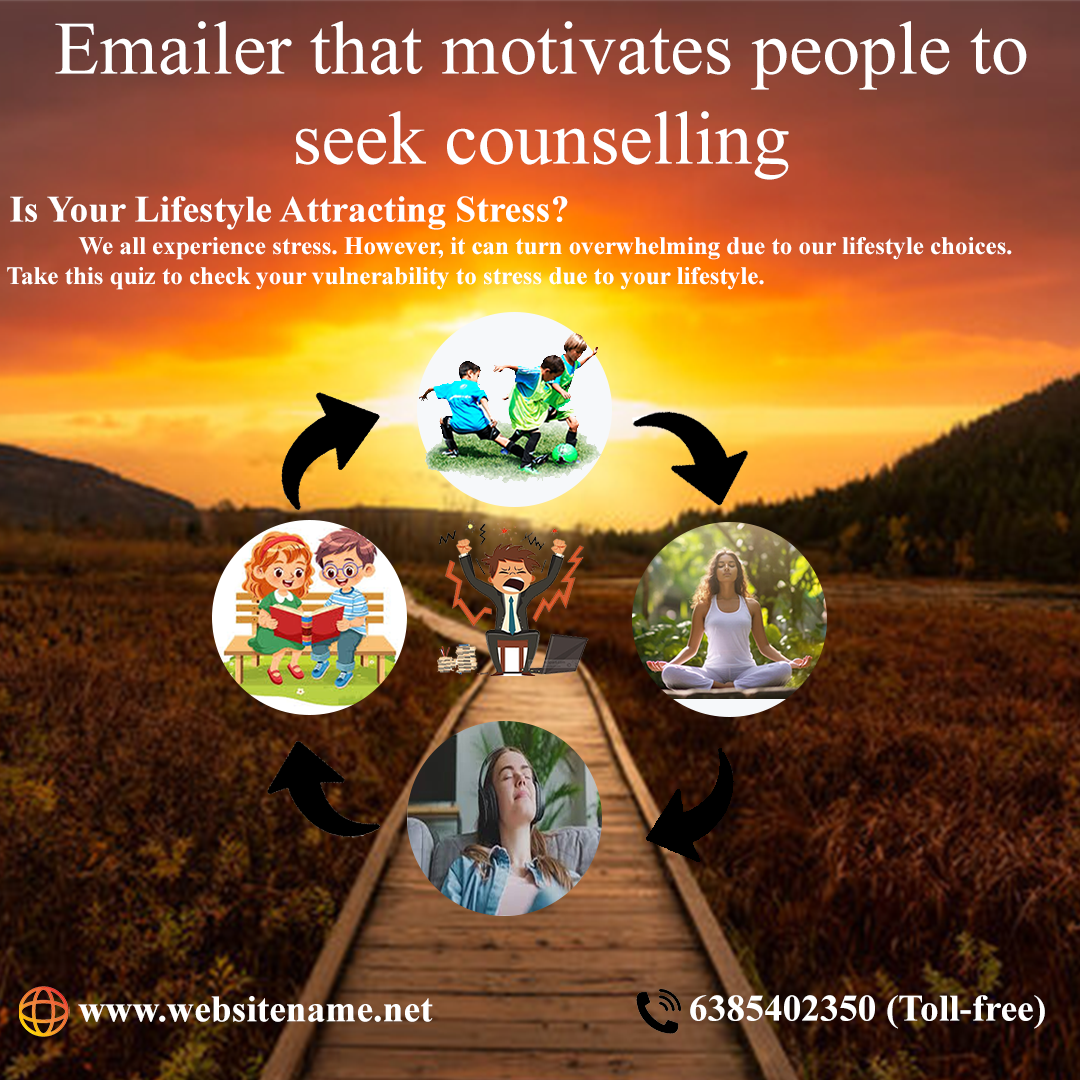 Emailer that motivates people to
seek counselling
Is Your Lifestyle Attracting Stress?
We all experience stress. However, it can turn overwhelming due to our lifestyle choices.
Take this quiz to check your vulnerability to stress due to your lifestyle.
www.websitename.net
6385402350 (Toll-free)